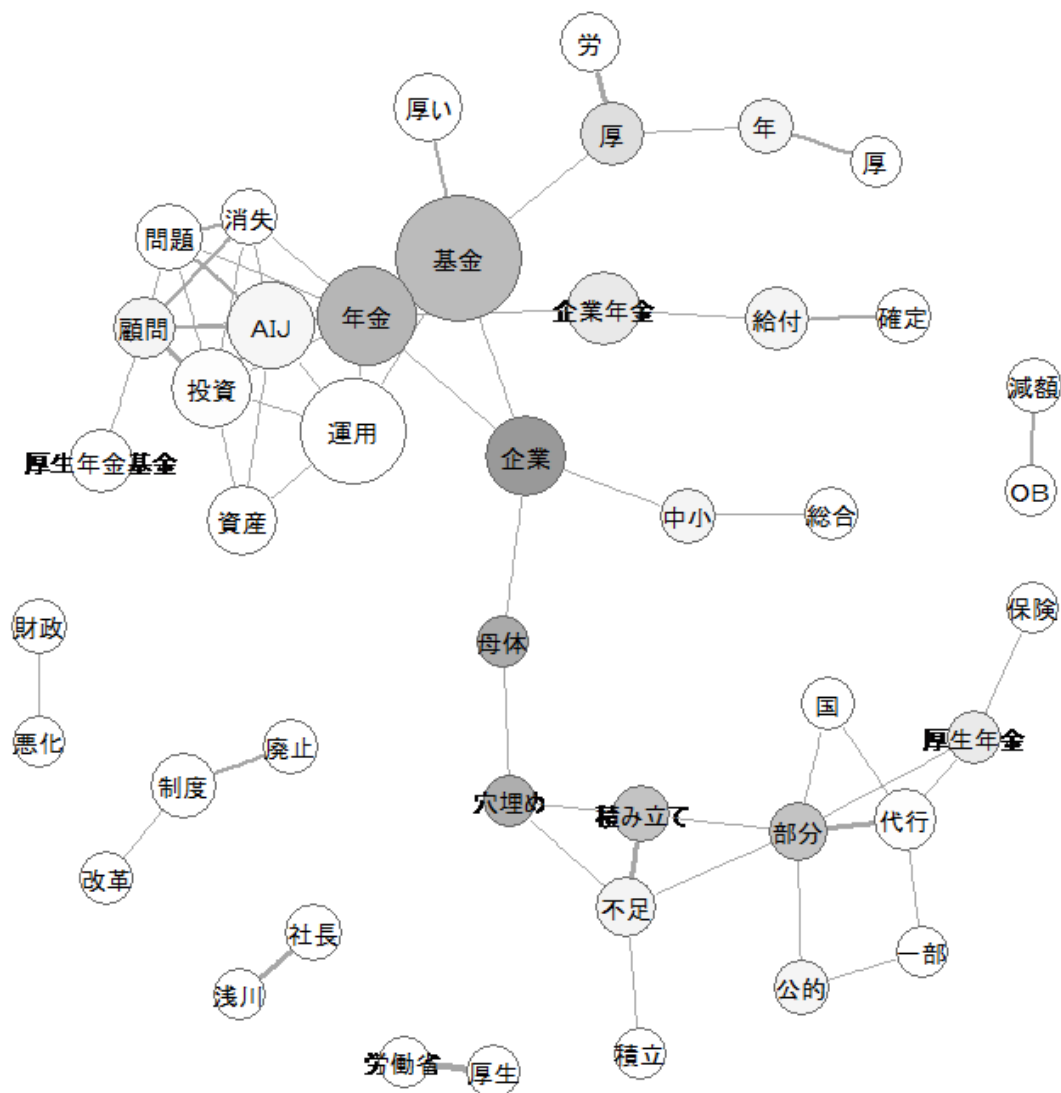 労
厚い
厚
年
厚
消失
問題
基金
顧問
AIJ
年金
企業年金
給付
確定
投資
運用
減額
厚生年金基金
企業
OB
資産
中小
総合
保険
財政
母体
国
厚生年金
悪化
廃止
制度
穴埋め
積み立て
部分
代行
改革
不足
社長
一部
浅川
公的
積立
労働省
厚生